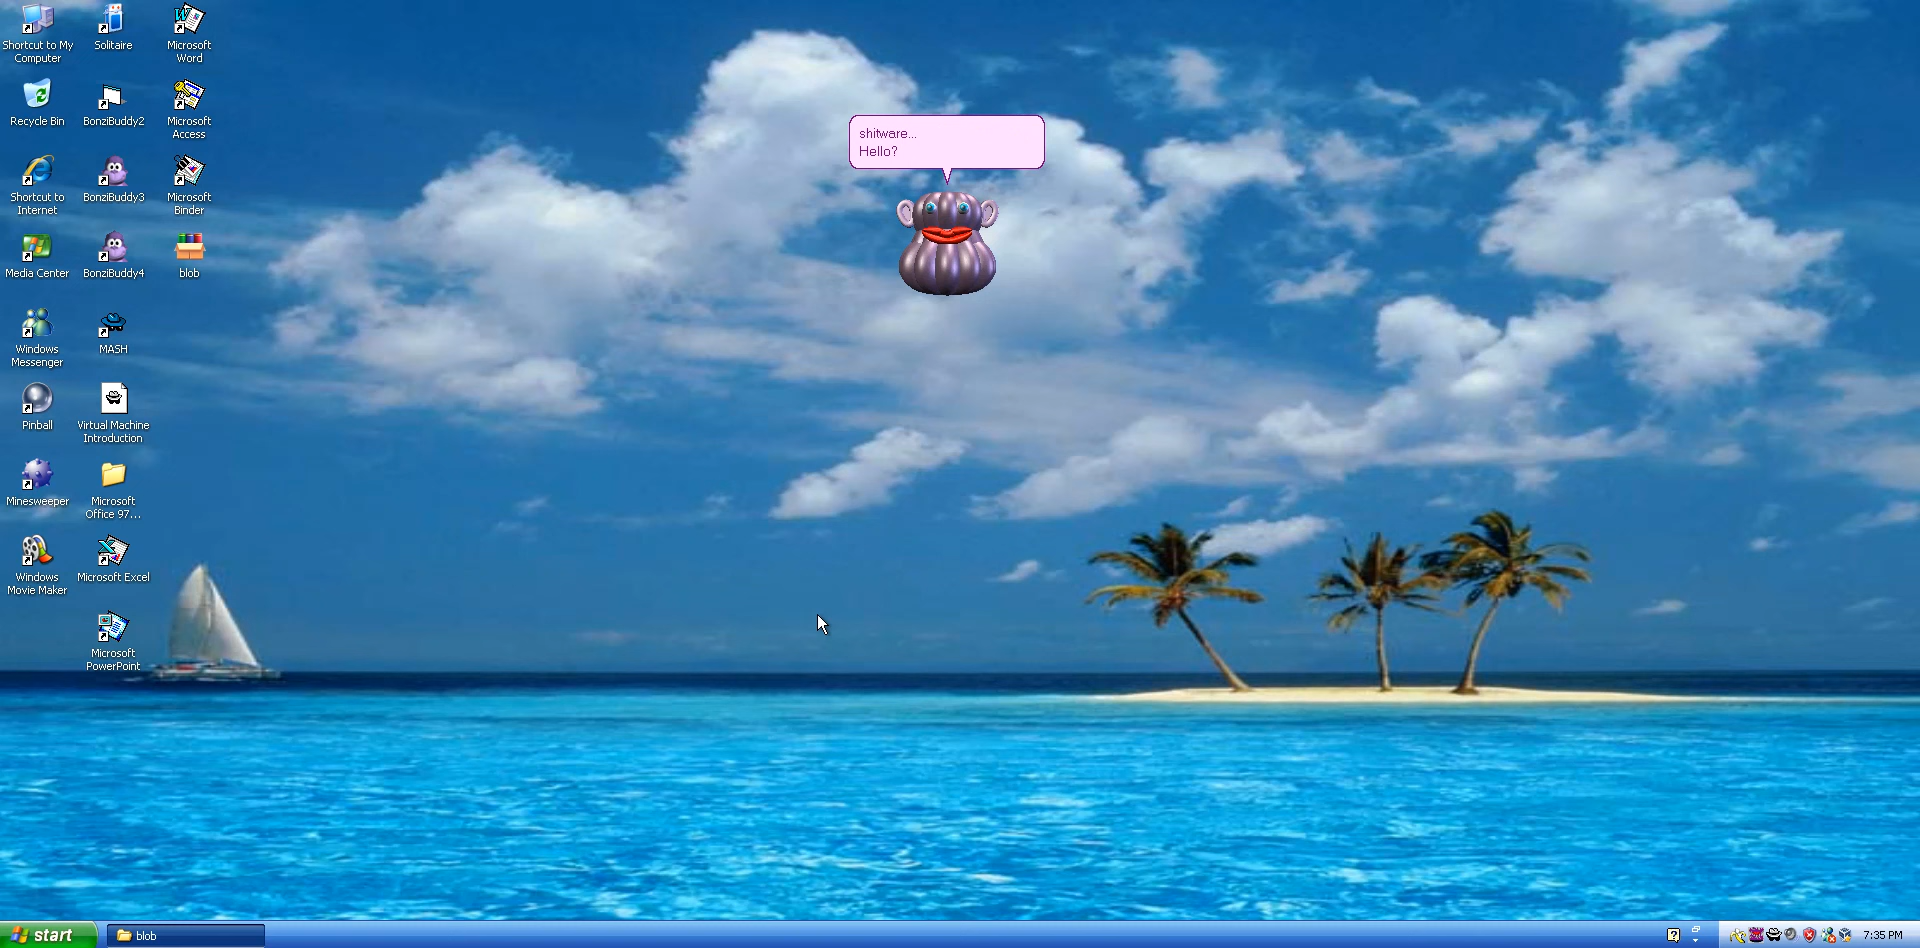 Shortcut to My
Computer
Solitaire
Microsoft
Word
Recycle Bin
BonziBuddy2
Microsoft
Access
Shortcut to
Internet
BonziBuddy3
Microsoft
Binder
Media Center
BonziBuddy4
blob
Windows
Messenger
MASH
Pinball
Virtual Machine
Introduction
Minesweeper
Microsoft
Office 97...
Windows
Movie Maker
Microsoft Excel
Microsoft
PowerPoint
shitware...
Hello?
start
blob
7:35 PM